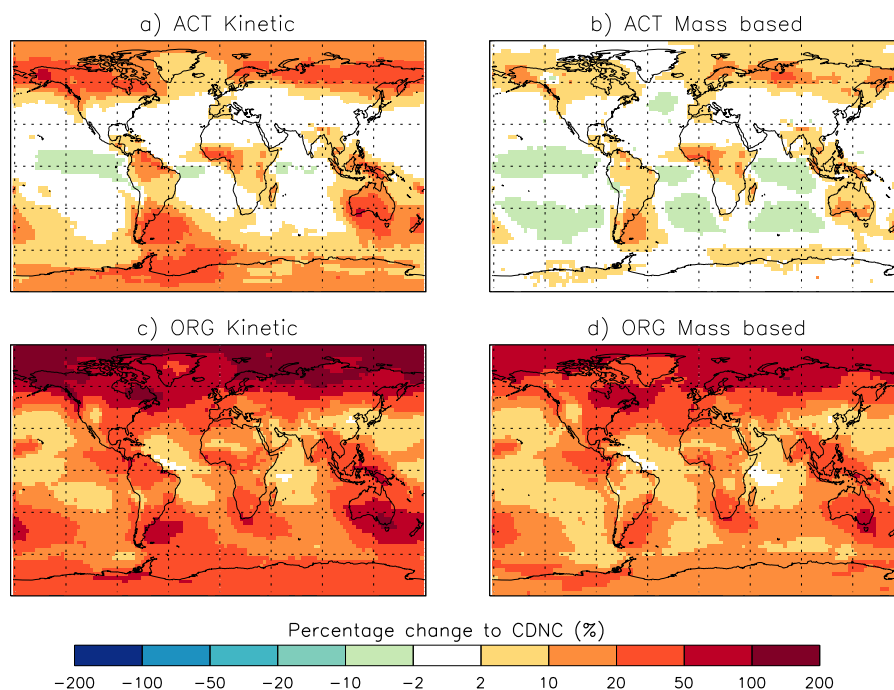 a) ACT Kinetic
b) ACT Mass based
c) ORG Kinetic
d) ORG Mass based
Percentage change to CDNC (%)
-200 -100 -50 -20 -10 -2 2 10 20 50 100 200